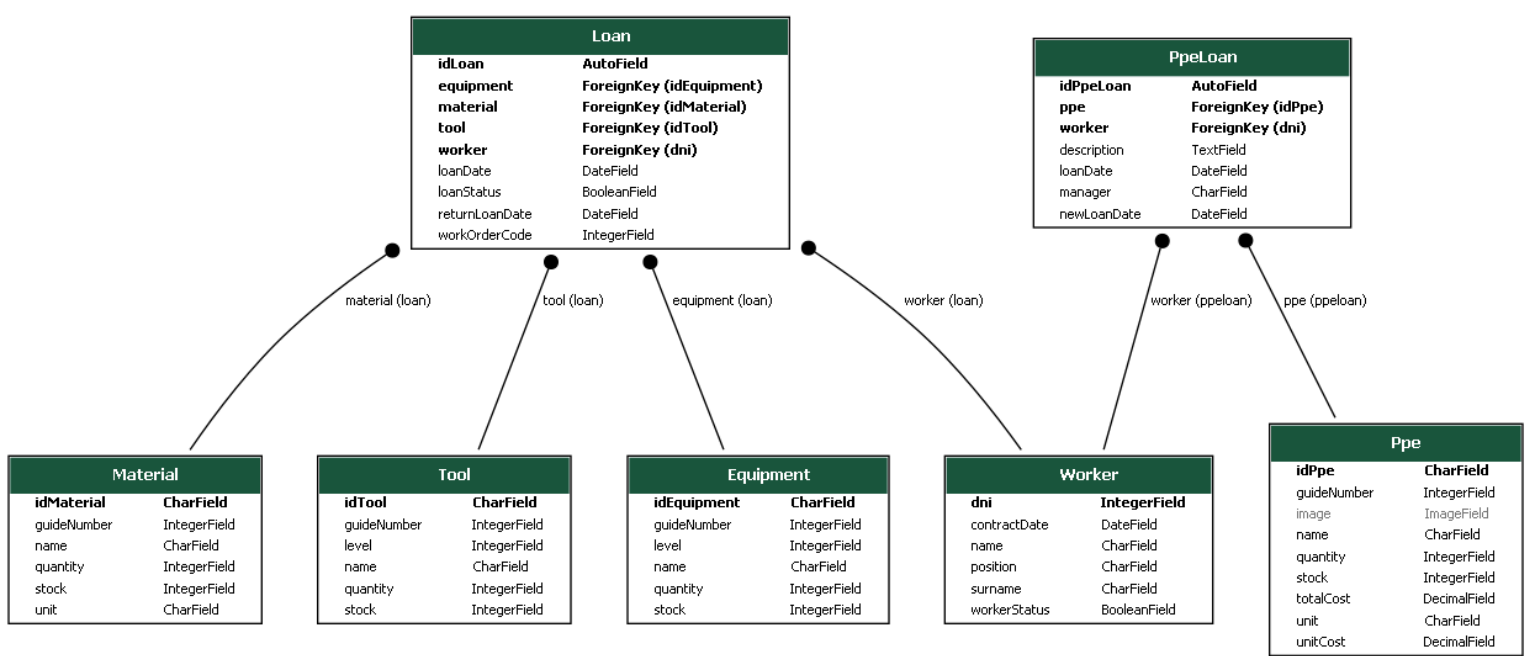 Loan
idLoan AutoField
equipment ForeignKey (idEquipment)
material ForeignKey (idMaterial)
tool ForeignKey (idTool)
worker ForeignKey (dni)
loanDate DateField
loanStatus BooleanField
returnLoanDate DateField
workOrderCode IntegerField
PpeLoan
idPpeLoan AutoField
ppe ForeignKey (idPpe)
worker ForeignKey (dni)
description TextField
loanDate DateField
manager CharField
newLoanDate DateField
material (loan)
tool (loan)
equipment (loan)
worker (loan)
worker (ppeloan)
ppe (ppeloan)
Material
idMaterial CharField
guideNumber IntegerField
name CharField
quantity IntegerField
stock IntegerField
unit CharField
Tool
idTool CharField
guideNumber IntegerField
level IntegerField
name CharField
quantity IntegerField
stock IntegerField
Equipment
idEquipment CharField
guideNumber IntegerField
level IntegerField
name CharField
quantity IntegerField
stock IntegerField
Worker
dni IntegerField
contractDate DateField
name CharField
position CharField
surname CharField
workerStatus BooleanField
Ppe
idPpe CharField
guideNumber IntegerField
image ImageField
name CharField
quantity IntegerField
stock IntegerField
totalCost DecimalField
unit CharField
unitCost DecimalField